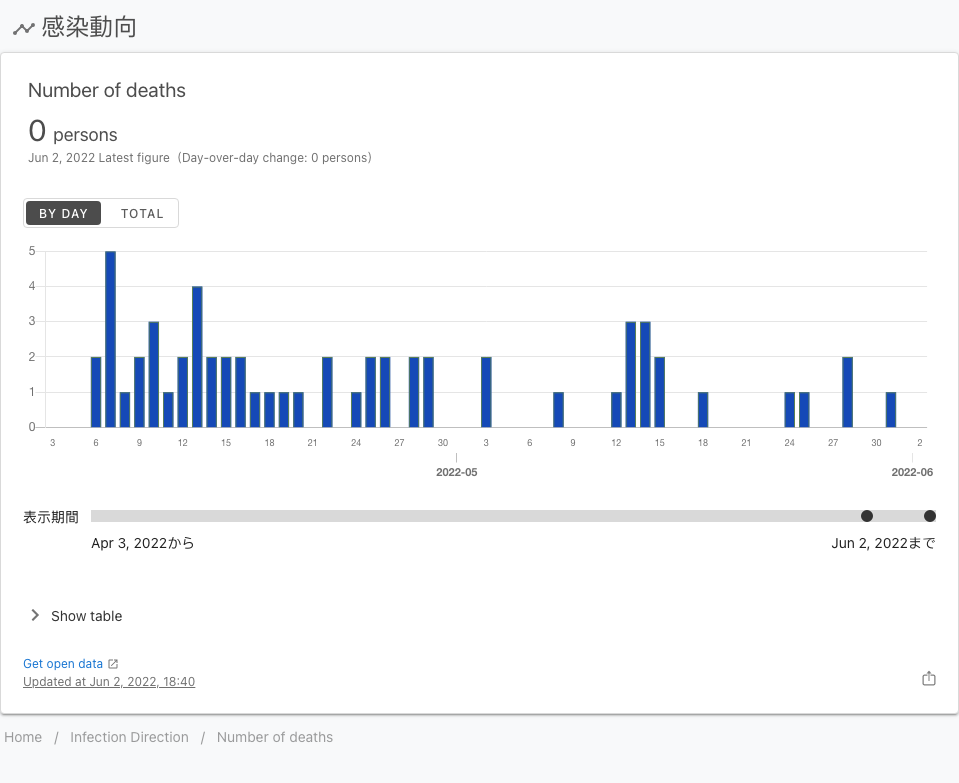 感染動向
Number of deaths
0 persons
Jun 2, 2022 Latest figure (Day-over-day change: 0 persons)
BY DAY TOTAL
5
4
3
2
1
0
3 6 9 12 15 18 21 24 27 30 3 6 9 12 15 18 21 24 27 30 2
2022-05 2022-06
表示期間
Apr 3, 2022から Jun 2, 2022まで
Show table
Get open data
Updated at Jun 2, 2022, 18:40
Home / Infection Direction / Number of deaths